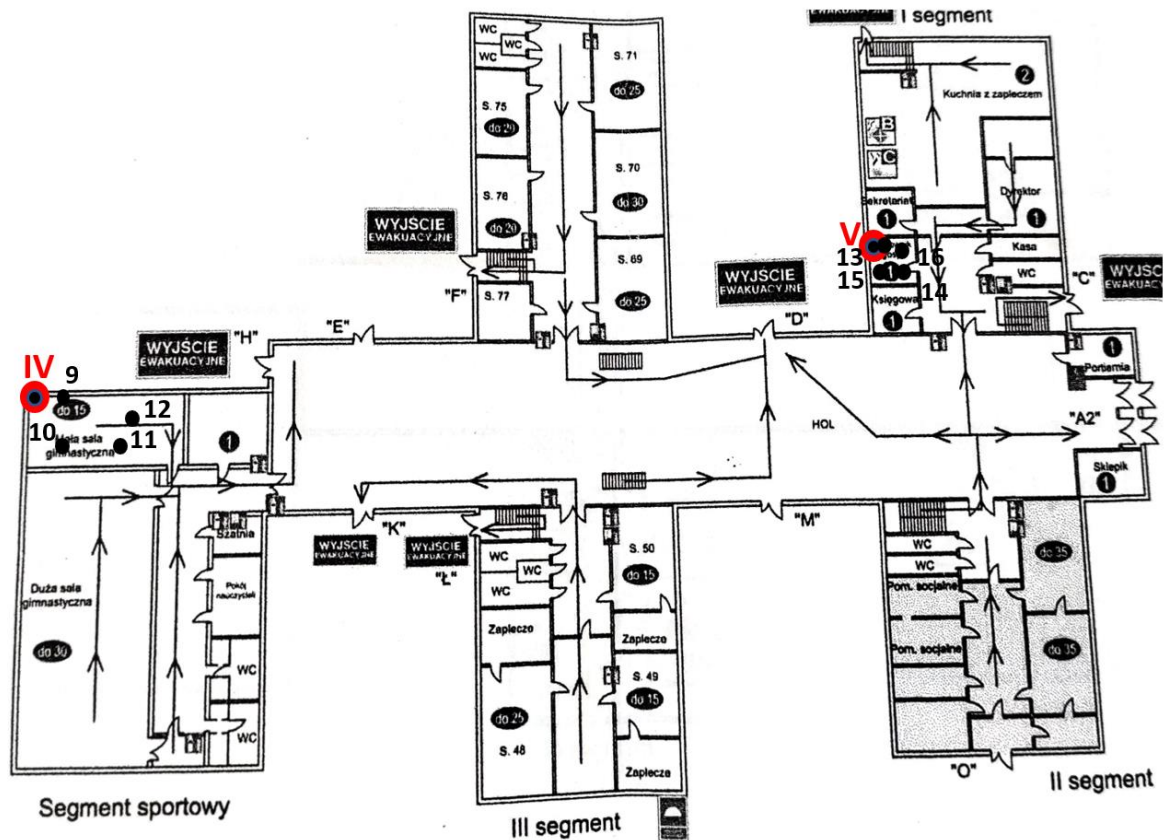 EWAKUACYJNE
I segment
WC
WC
WC
S. 71
do 25
2
Kuchnia z zapleczem
S. 75
do 20
B
C
S. 70
do 30
S. 76
do 20
Sekretariat
1
Dyrektor
1
WYJŚCIE
EWAKUACYJNE
V
13
16
15
1
14
Kasa
WC
"C"
S. 69
do 25
WYJŚCIE
EWAKUACYJNE
"F"
S. 77
Księgowa
1
"D"
"H"
"E"
WYJŚCIE
EWAKUACYJNE
1
Portiernia
IV
9
do 15
12
10
11
Mała sala
gimnastyczna
1
HOL
"A2"
Sklepik
1
"K"
"M"
WYJŚCIE
EWAKUACYJNE
WYJŚCIE
EWAKUACYJNE
"Ł"
Szatnia
Duża sala
gimnastyczna
Pokój
nauczycieli
do 30
WC
WC
WC
WC
WC
S. 50
do 15
Zaplecze
Zaplecze
S. 49
do 15
do 25
S. 48
Zaplecze
WC
WC
Pom. socjalne
Pom. socjalne
do 35
do 35
"O"
Segment sportowy
III segment
II segment